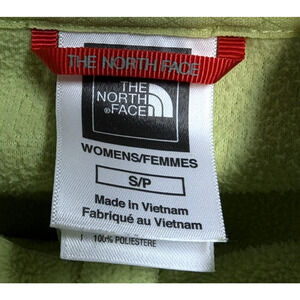 THE NORTH FACE
THE
NORTH
FACE
WOMENS/FEMMES
S/P
Made in Vietnam
Fabriqué au Vietnam
100% POLIESTERE